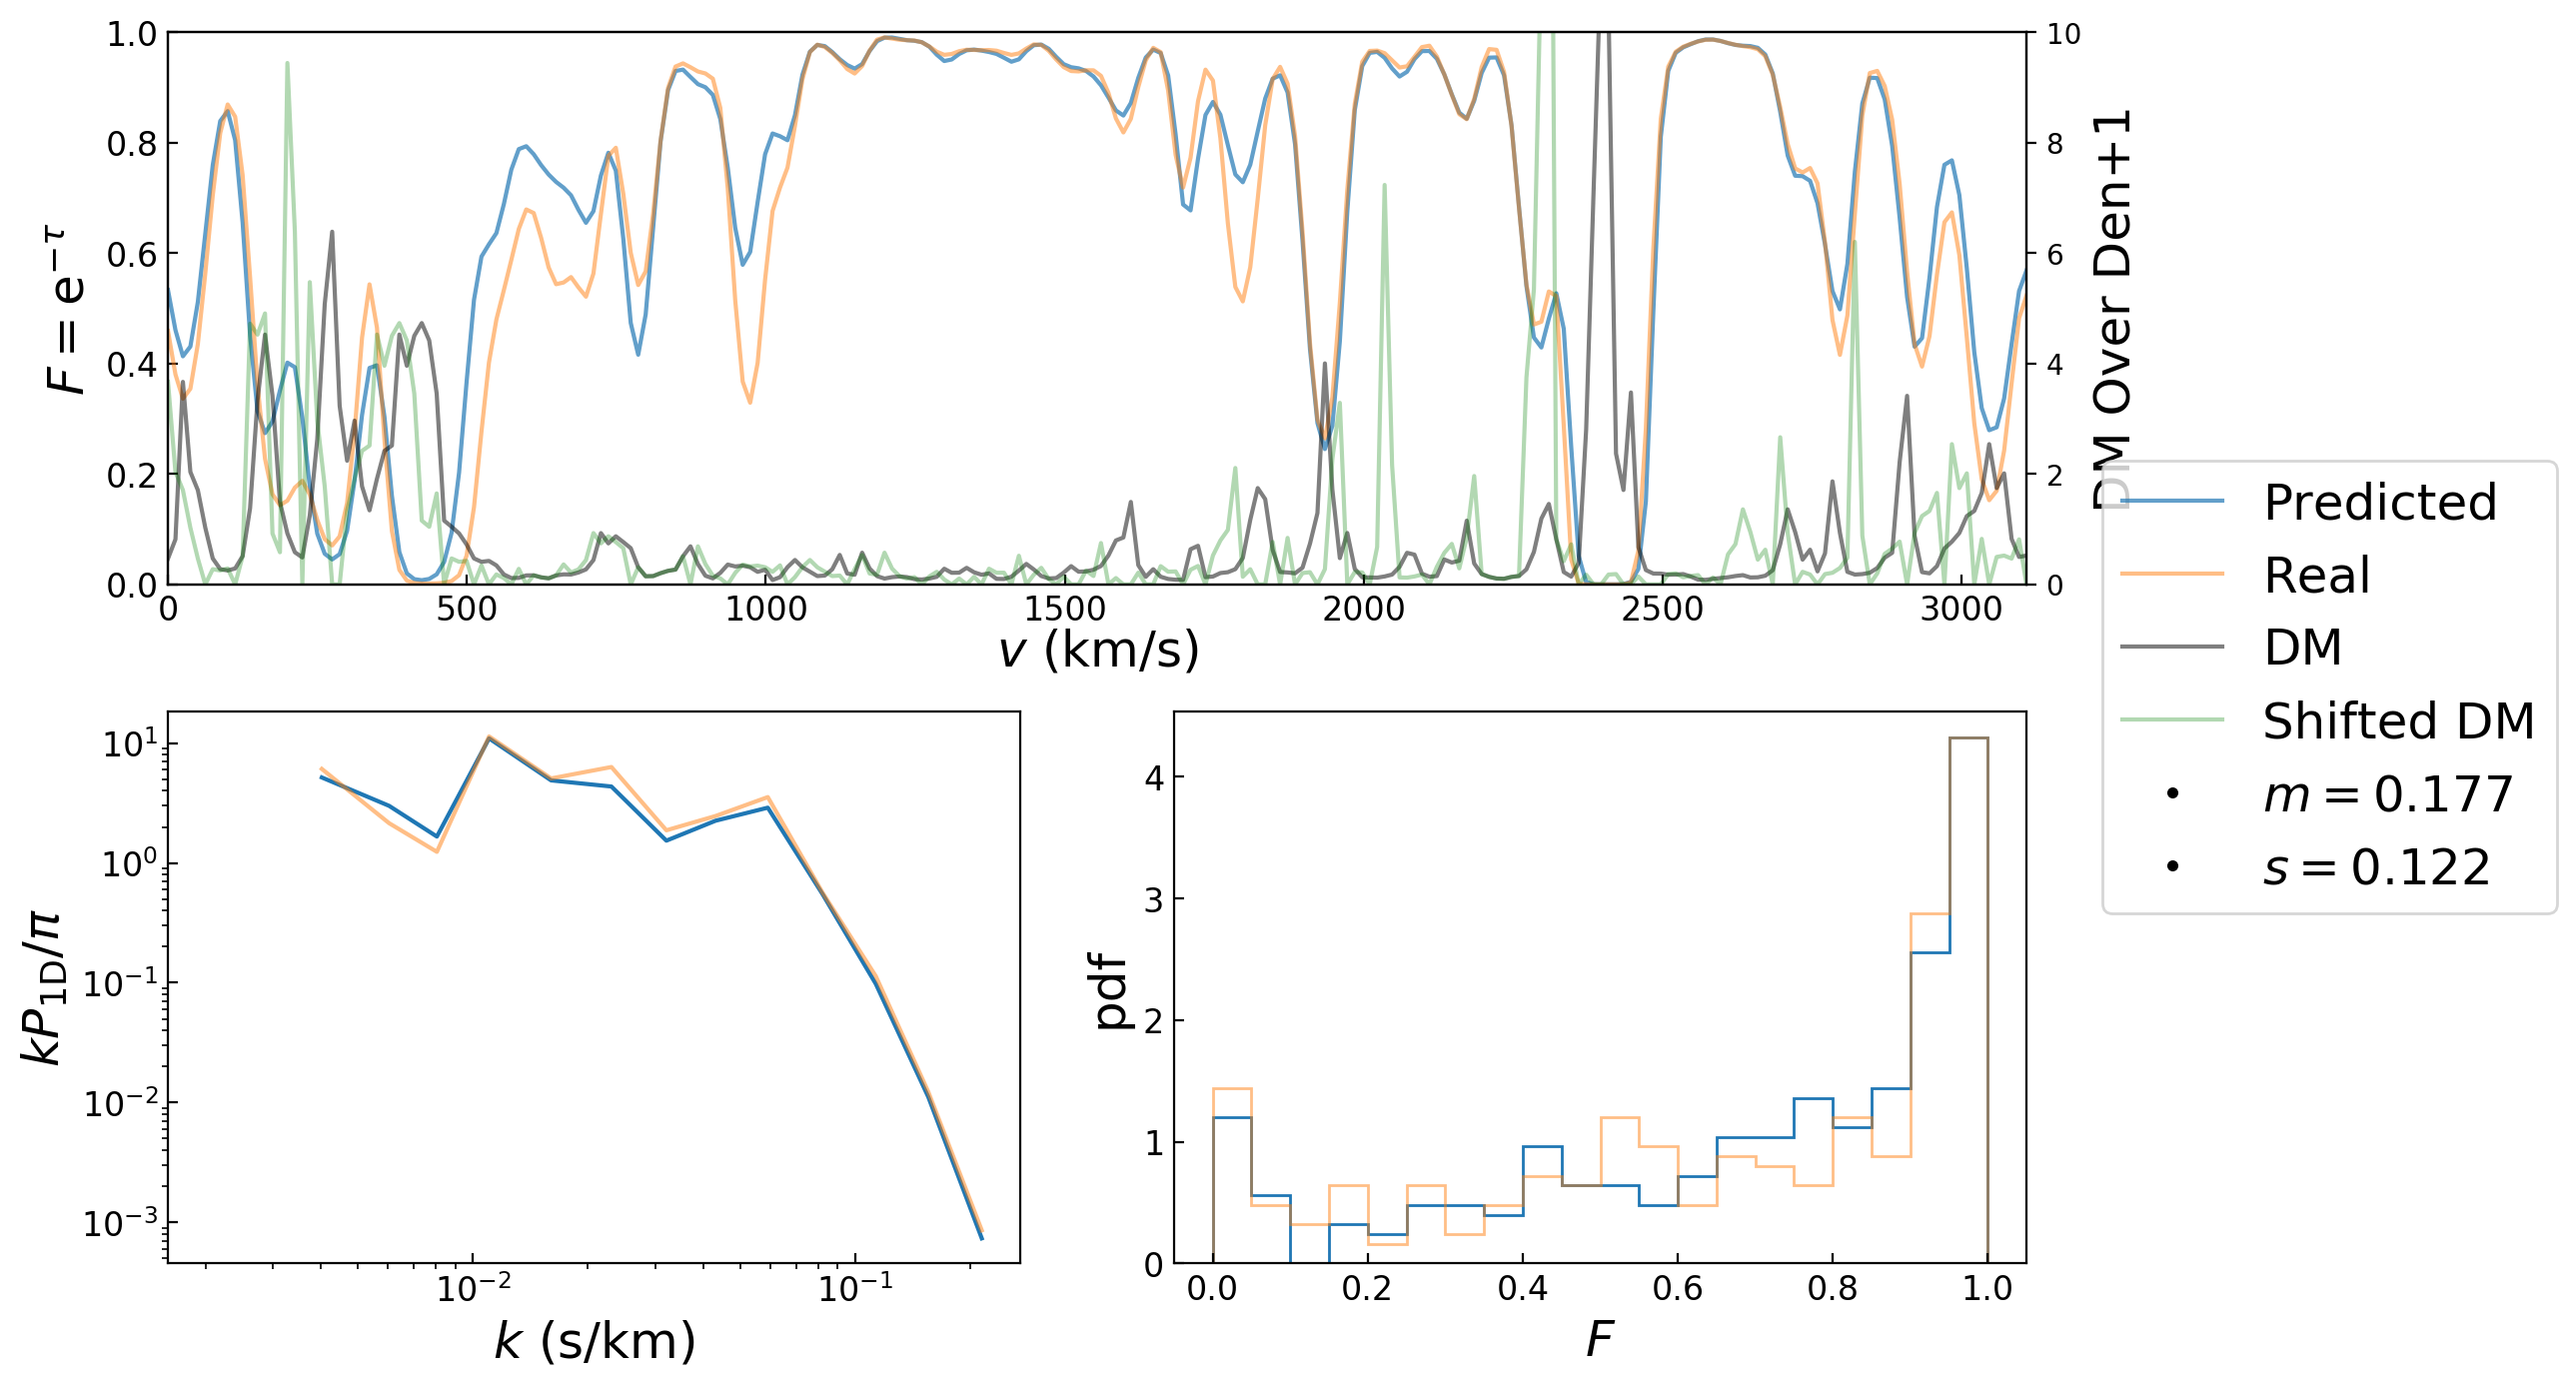 1.0
0.8
0.6
0.4
0.2
0.0
F = e^{-τ}
10
8
6
4
2
0
DM Over Den+1
0 500 1000 1500 2000 2500 3000
v (km/s)
Predicted
Real
DM
Shifted DM
m = 0.177
s = 0.122
10^1
10^0
10^{-1}
10^{-2}
10^{-3}
kP_{1D}/π
10^{-2} 10^{-1}
k (s/km)
4
3
2
1
0
pdf
0.0 0.2 0.4 0.6 0.8 1.0
F